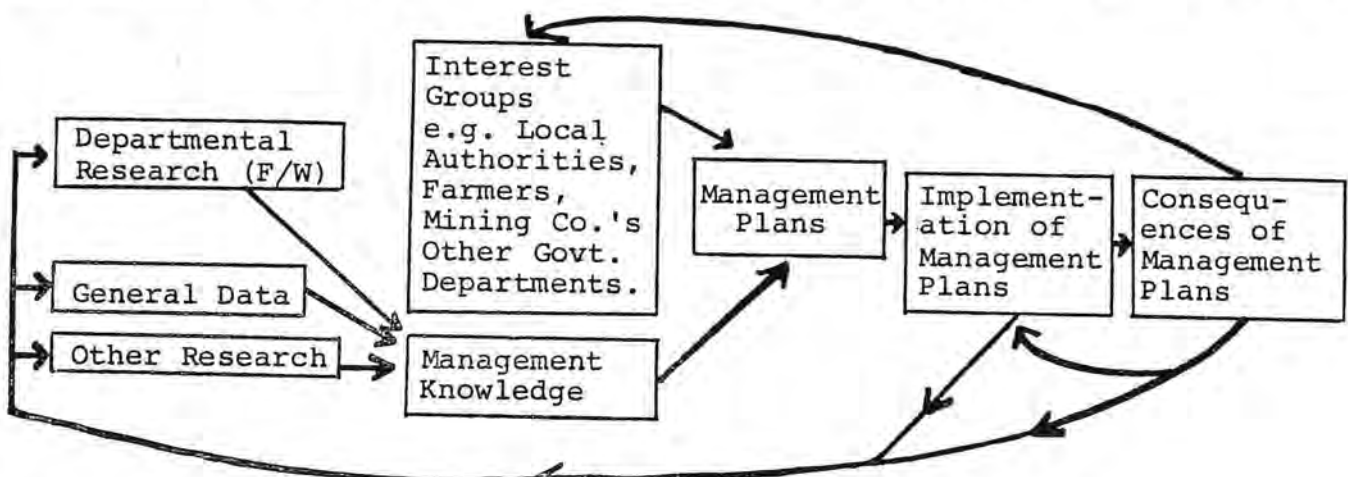 Departmental
Research (F/W)
General Data
Other Research
Interest
Groups
e.g. Local
Authorities,
Farmers,
Mining Co.'s
Other Govt.
Departments.
Management
Knowledge
Management
Plans
Implement-
ation of
Management
Plans
Consequ-
ences of
Management
Plans